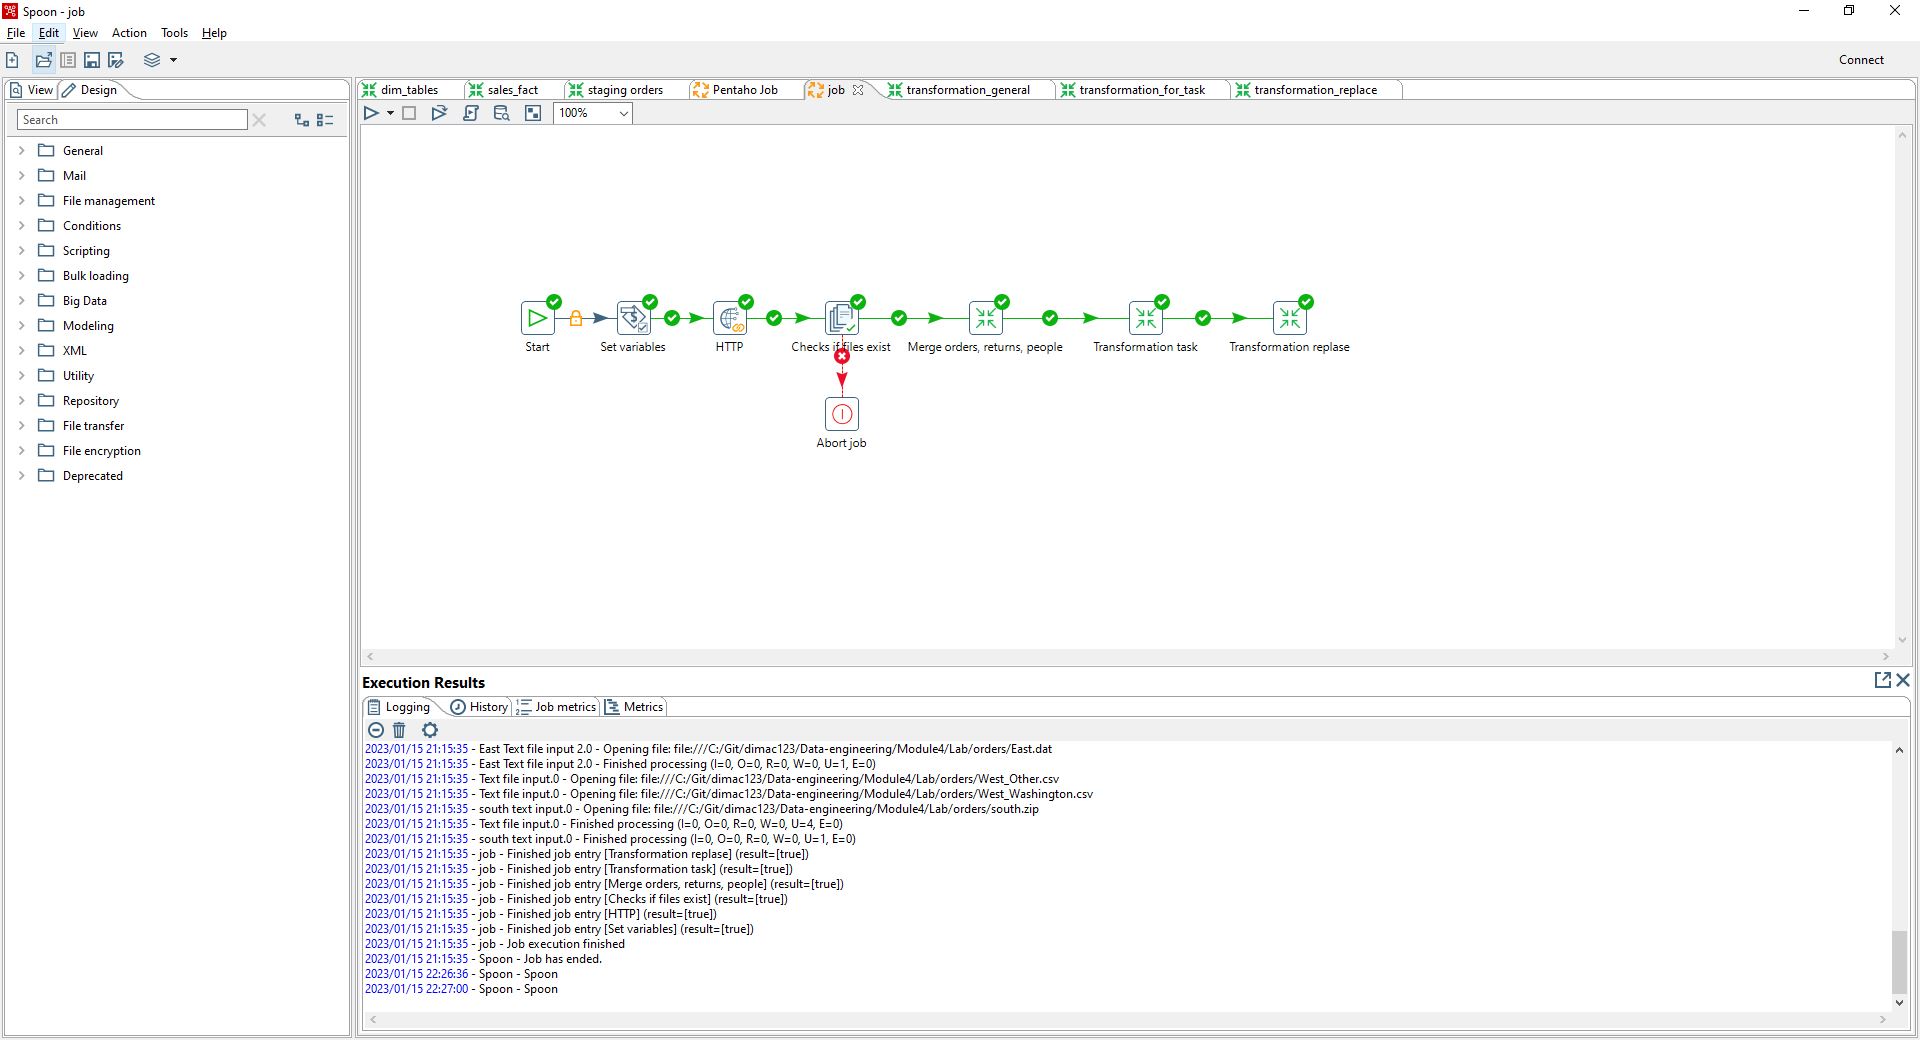 Spoon - job
File Edit View Action Tools Help
Connect
View Design
Search
General
Mail
File management
Conditions
Scripting
Bulk loading
Big Data
Modeling
XML
Utility
Repository
File transfer
File encryption
Deprecated
dim_tables sales_fact staging orders Pentaho Job job transformation_general transformation_for_task transformation_replace
100%
Start Set variables HTTP Checks if files exist Merge orders, returns, people Transformation task Transformation replase
Abort job
Execution Results
Logging History Job metrics Metrics
2023/01/15 21:15:35 - East Text file input 2.0 - Opening file: file:///C:/Git/dimac123/Data-engineering/Module4/Lab/orders/East.dat
2023/01/15 21:15:35 - East Text file input 2.0 - Finished processing (I=0, O=0, R=0, W=0, U=1, E=0)
2023/01/15 21:15:35 - Text file input.0 - Opening file: file:///C:/Git/dimac123/Data-engineering/Module4/Lab/orders/West_Other.csv
2023/01/15 21:15:35 - Text file input.0 - Opening file: file:///C:/Git/dimac123/Data-engineering/Module4/Lab/orders/West_Washington.csv
2023/01/15 21:15:35 - south text input.0 - Opening file: file:///C:/Git/dimac123/Data-engineering/Module4/Lab/orders/south.zip
2023/01/15 21:15:35 - Text file input.0 - Finished processing (I=0, O=0, R=0, W=0, U=4, E=0)
2023/01/15 21:15:35 - south text input.0 - Finished processing (I=0, O=0, R=0, W=0, U=1, E=0)
2023/01/15 21:15:35 - job - Finished job entry [Transformation replase] (result=[true])
2023/01/15 21:15:35 - job - Finished job entry [Transformation task] (result=[true])
2023/01/15 21:15:35 - job - Finished job entry [Merge orders, returns, people] (result=[true])
2023/01/15 21:15:35 - job - Finished job entry [Checks if files exist] (result=[true])
2023/01/15 21:15:35 - job - Finished job entry [HTTP] (result=[true])
2023/01/15 21:15:35 - job - Finished job entry [Set variables] (result=[true])
2023/01/15 21:15:35 - job - Job execution finished
2023/01/15 21:15:35 - Spoon - Job has ended.
2023/01/15 22:26:36 - Spoon - Spoon
2023/01/15 22:27:00 - Spoon - Spoon